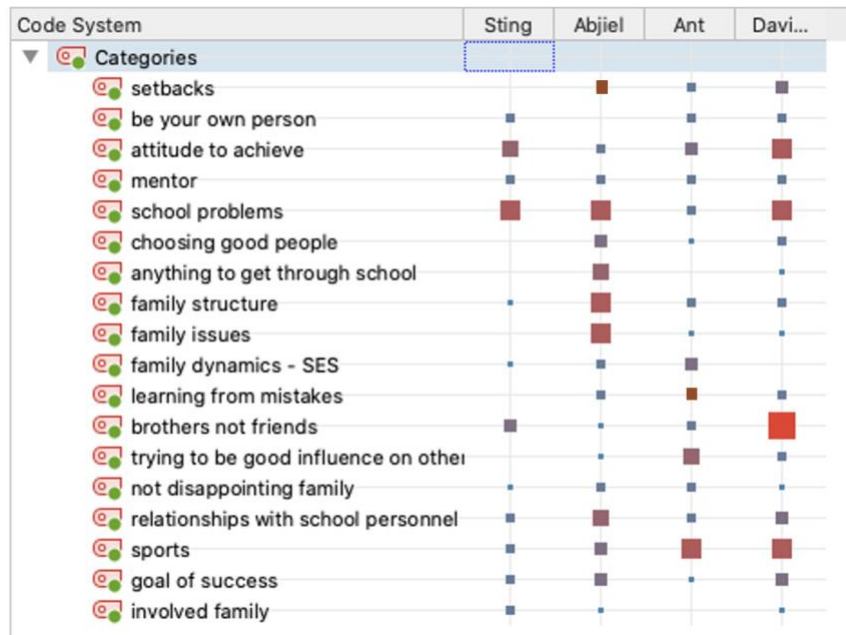 Code System Sting Abjiel Ant Davi...
Categories
setbacks
be your own person
attitude to achieve
mentor
school problems
choosing good people
anything to get through school
family structure
family issues
family dynamics - SES
learning from mistakes
brothers not friends
trying to be good influence on other
not disappointing family
relationships with school personnel
sports
goal of success
involved family